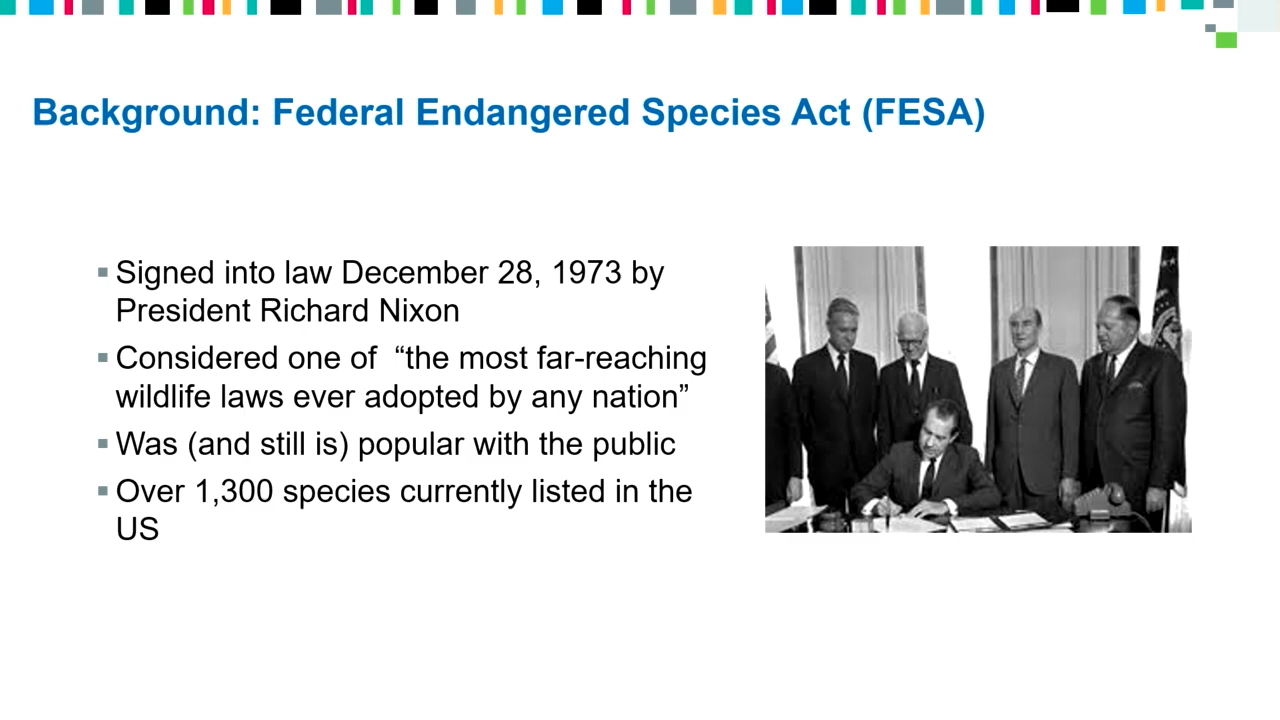 Background: Federal Endangered Species Act (FESA)
▪ Signed into law December 28, 1973 by
President Richard Nixon
▪ Considered one of  “the most far-reaching
wildlife laws ever adopted by any nation”
▪ Was (and still is) popular with the public
▪ Over 1,300 species currently listed in the
US